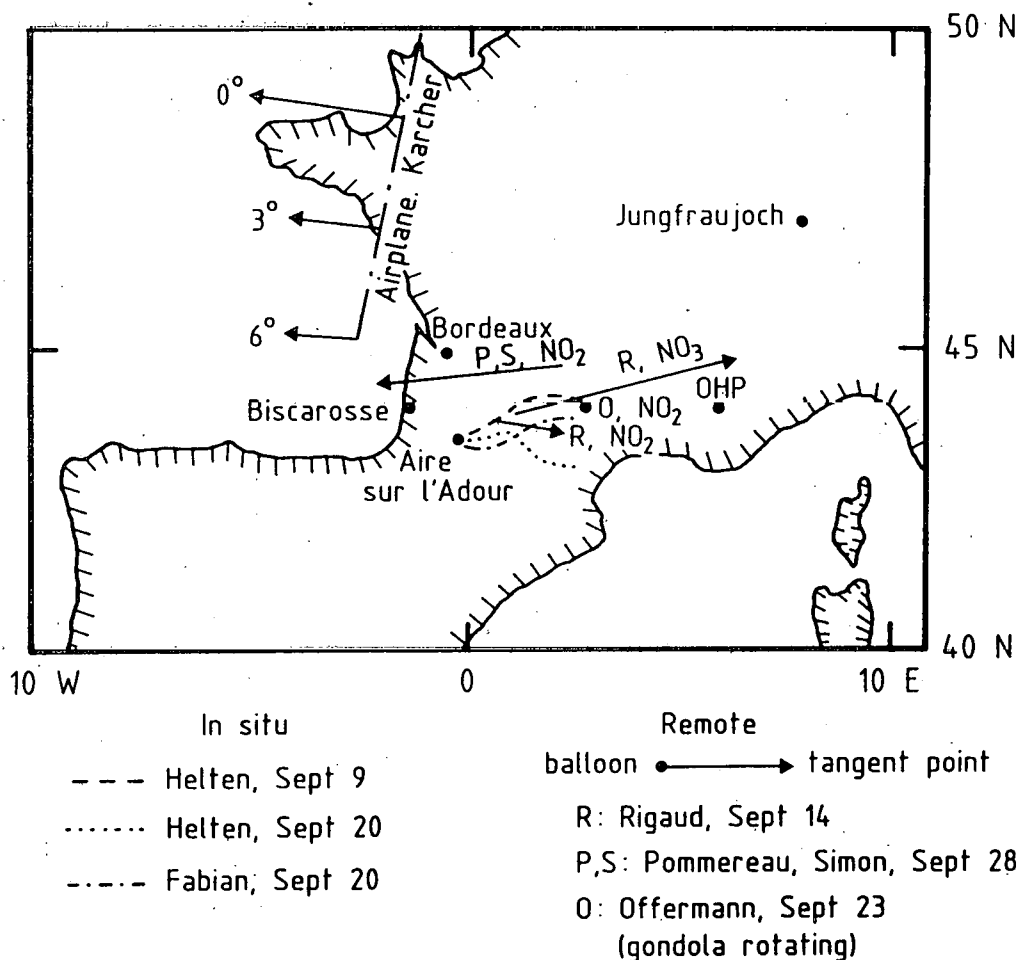 50 N
0°
Airplane. Karcher
Jungfraujoch
3°
6°
Bordeaux
45 N
P,S, NO₂
R, NO₃
OHP
Biscarosse
O, NO₂
R, NO₂
Aire
sur l'Adour
40 N
10 W
0
10 E
In situ
--- Helten, Sept 9
....... Helten, Sept 20
-.-.- Fabian, Sept 20
Remote
balloon tangent point
R: Rigaud, Sept 14
P,S: Pommereau, Simon, Sept 28
O: Offermann, Sept 23
(gondola rotating)